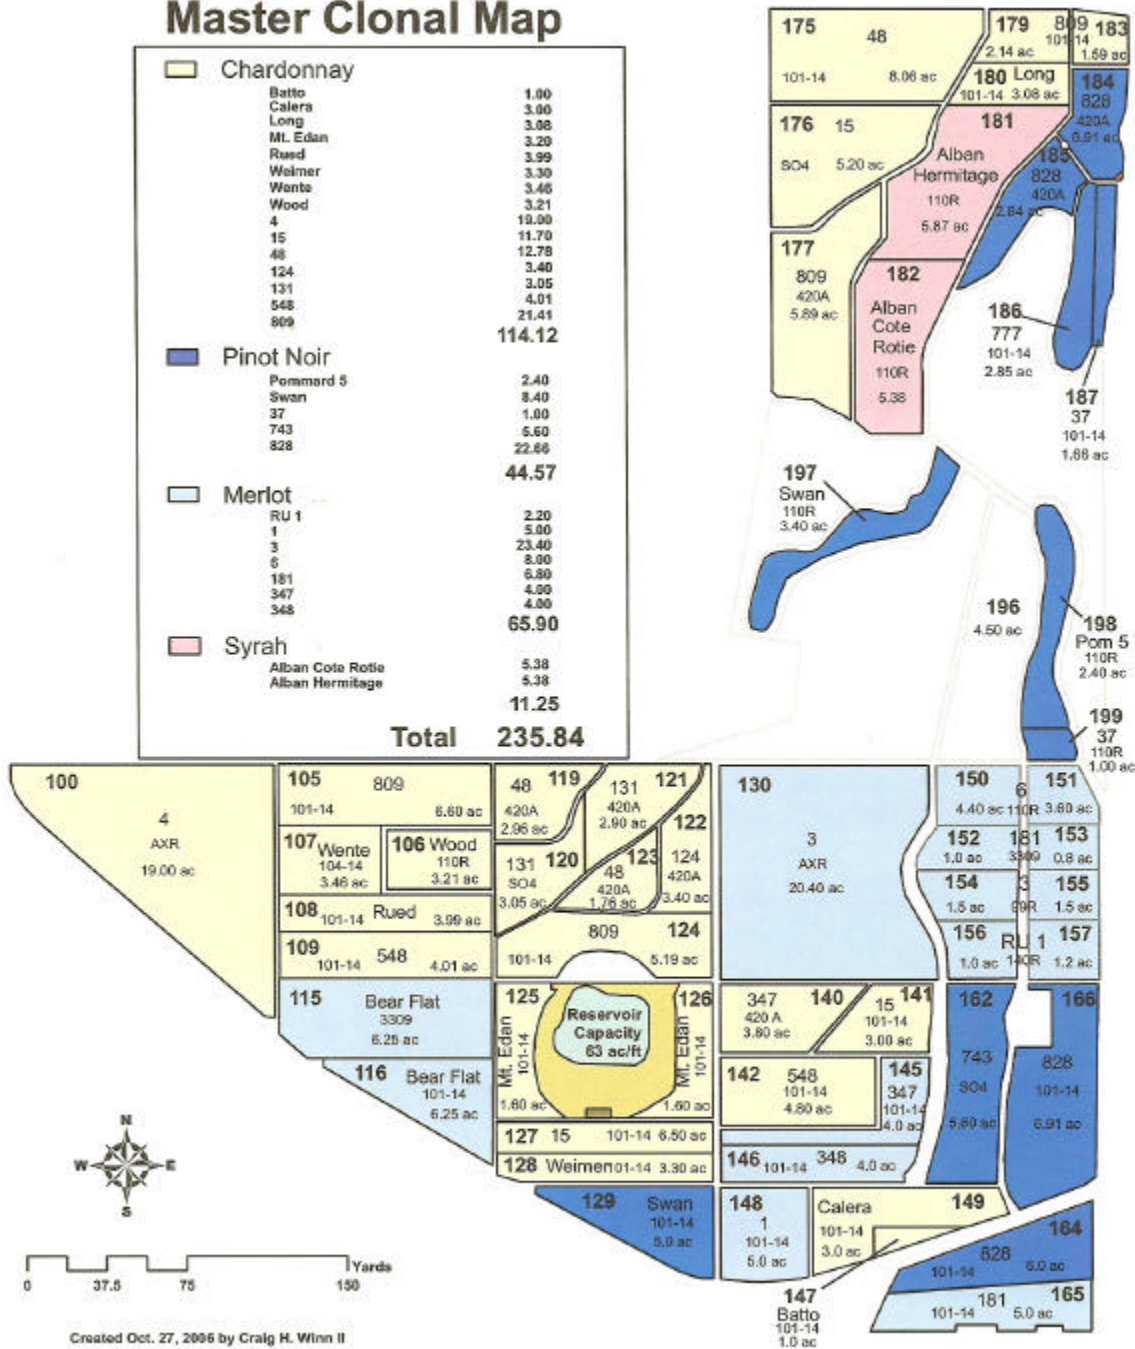 Master Clonal Map
Chardonnay
Batto 1.00
Calera 3.00
Long 3.08
Mt. Edan 3.20
Rued 3.99
Weimer 3.30
Wente 3.46
Wood 3.21
4 19.00
15 11.70
48 12.78
124 3.40
131 3.05
548 4.01
809 21.41
114.12
Pinot Noir
Pommard 5 2.40
Swan 8.40
37 1.00
743 5.60
828 22.66
44.57
Merlot
RU 1 2.20
1 5.00
3 23.40
6 8.00
181 6.80
347 4.00
348 4.00
65.90
Syrah
Alban Cote Rotie 5.38
Alban Hermitage 5.38
11.25
Total 235.84
175
48
101-14 8.06 ac
179 809 183
101-14
2.14 ac 1.59 ac
180 Long
101-14 3.08 ac
184
828
420A
6.91 ac
176 15
SO4 5.20 ac
181
Alban
Hermitage
110R
5.87 ac
185
828
420A
2.84 ac
177
809
420A
5.89 ac
182
Alban
Cote
Rotie
110R
5.38
186
777
101-14
2.85 ac
187
37
101-14
1.66 ac
197
Swan
110R
3.40 ac
196
4.50 ac
198
Pom 5
110R
2.40 ac
199
37
110R
1.00 ac
100
4
AXR
19.00 ac
105 809
101-14 6.60 ac
107 Wente
104-14
3.46 ac
106 Wood
110R
3.21 ac
108 101-14 Rued 3.99 ac
109 101-14 548 4.01 ac
115 Bear Flat
3309
6.25 ac
116 Bear Flat
101-14
6.25 ac
48 119
420A
2.96 ac
131 121
420A
2.90 ac
122
124
420A
3.40 ac
131 120
SO4
3.05 ac
48 123
420A
1.76 ac
809 124
101-14 5.19 ac
125
Mt. Edan
101-14
1.60 ac
Reservoir
Capacity
63 ac/ft
126
Mt. Edan
101-14
1.60 ac
127 15 101-14 6.50 ac
128 Weimer 101-14 3.30 ac
129 Swan
101-14
5.0 ac
130
3
AXR
20.40 ac
150 6 151
4.40 ac 110R 3.60 ac
152 181 153
1.0 ac 3309 0.8 ac
154 3 155
1.5 ac 99R 1.5 ac
156 RU 1 157
1.0 ac 140R 1.2 ac
347 140
420 A
3.80 ac
15 141
101-14
3.00 ac
142 548
101-14
4.80 ac
145
347
101-14
4.0 ac
146 101-14 348 4.0 ac
148
1
101-14
5.0 ac
Calera 149
101-14
3.0 ac
147
Batto
101-14
1.0 ac
162
743
SO4
5.60 ac
166
828
101-14
6.91 ac
164
828
101-14 6.0 ac
181 165
101-14 5.0 ac
N
W E
S
Yards
0 37.5 75 150
Created Oct. 27, 2006 by Craig H. Winn II